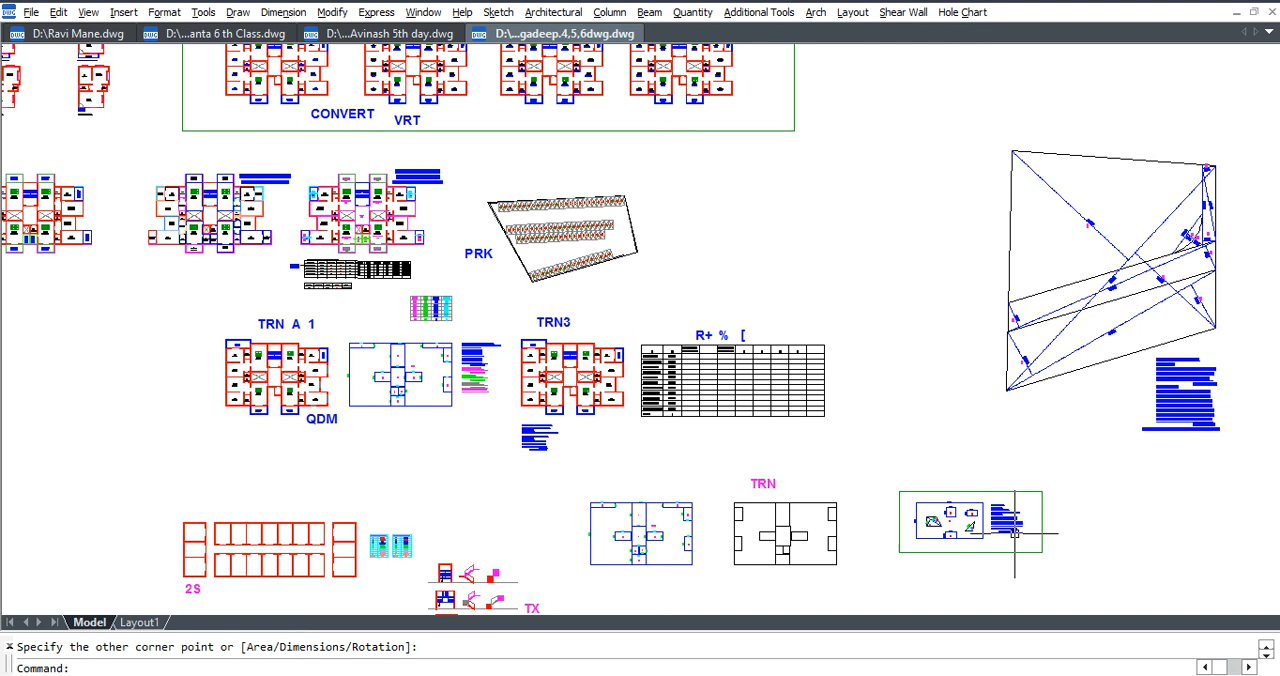 File Edit View Insert Format Tools Draw Dimension Modify Express Window Help Sketch Architectural Column Beam Quantity Additional Tools Arch Layout Shear Wall Hole Chart
D:\Ravi Mane.dwg D:\...anta 6 th Class.dwg D:\...Avinash 5th day.dwg D:\...gadeep.4,5,6dwg.dwg
CONVERT VRT
PRK
TRN A 1 TRN3
R+ % [
QDM
TRN
2S
TX
Model Layout1
Specify the other corner point or [Area/Dimensions/Rotation]:
Command: